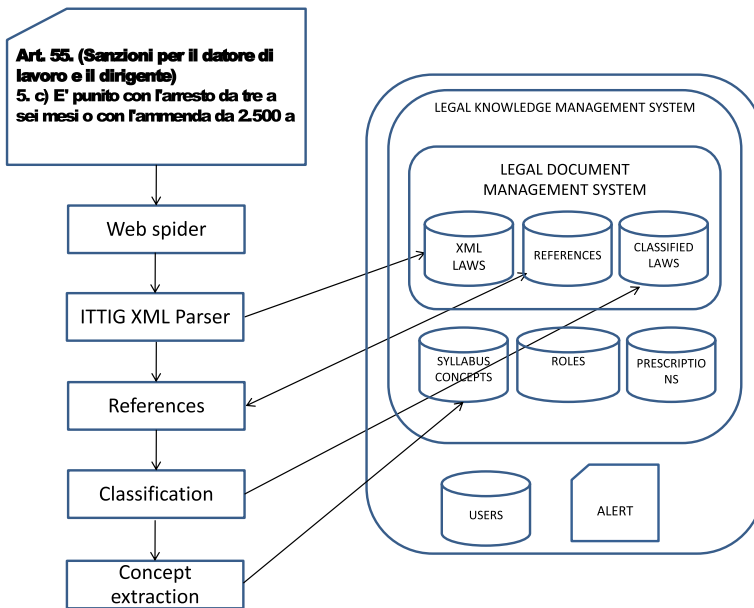 Art. 55. (Sanzioni per il datore di
lavoro e il dirigente)
5. c) E' punito con l'arresto da tre a
sei mesi o con l'ammenda da 2.500 a
Web spider
ITTIG XML Parser
References
Classification
Concept
extraction
LEGAL KNOWLEDGE MANAGEMENT SYSTEM
LEGAL DOCUMENT
MANAGEMENT SYSTEM
XML
LAWS
REFERENCES
CLASSIFIED
LAWS
SYLLABUS
CONCEPTS
ROLES
PRESCRIPTIO
NS
USERS
ALERT